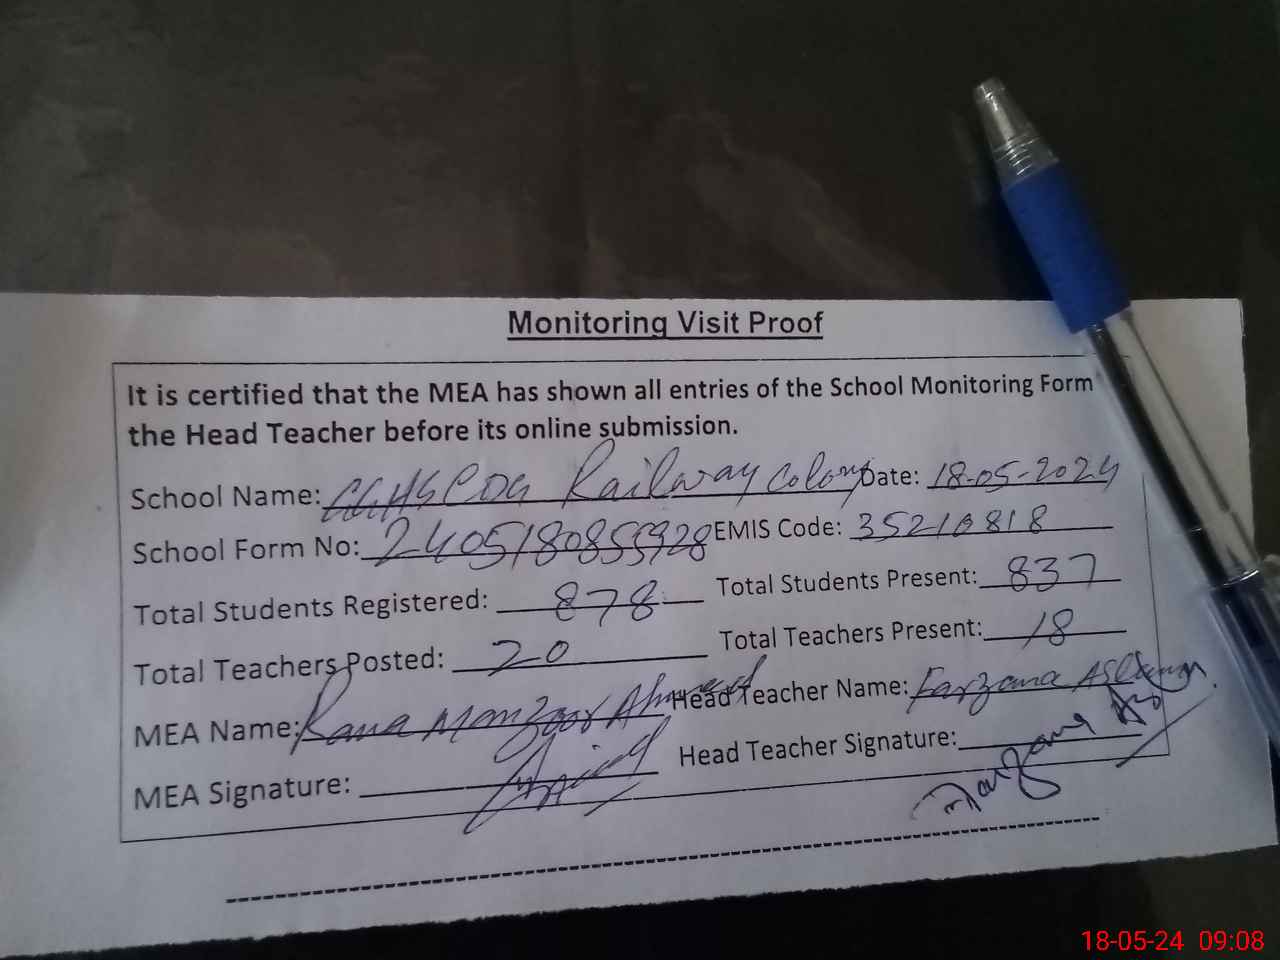 Monitoring Visit Proof
It is certified that the MEA has shown all entries of the School Monitoring Form
the Head Teacher before its online submission.
School Name: Railway Colony Date: 18-05-2024
School Form No: EMIS Code: 35210818
Total Students Registered: 878 Total Students Present: 837
Total Teachers Posted: 20 Total Teachers Present: 18
MEA Name: Rana Manzoor Ahmed Head Teacher Name: Farzana
MEA Signature: Head Teacher Signature: Farzana
18-05-24 09:08